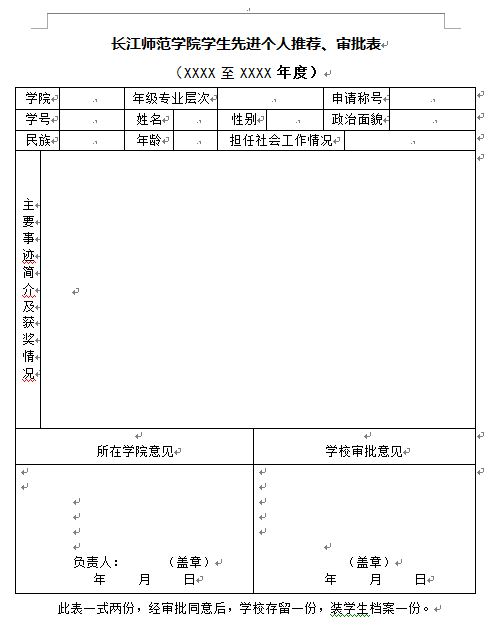 长江师范学院学生先进个人推荐、审批表
（XXXX 至 XXXX 年度）
学院 年级专业层次 申请称号
学号 姓名 性别 政治面貌
民族 年龄 担任社会工作情况
主要事迹简介及获奖情况
所在学院意见 学校审批意见
负责人： （盖章） （盖章）
年 月 日 年 月 日
此表一式两份，经审批同意后，学校存留一份，装学生档案一份。